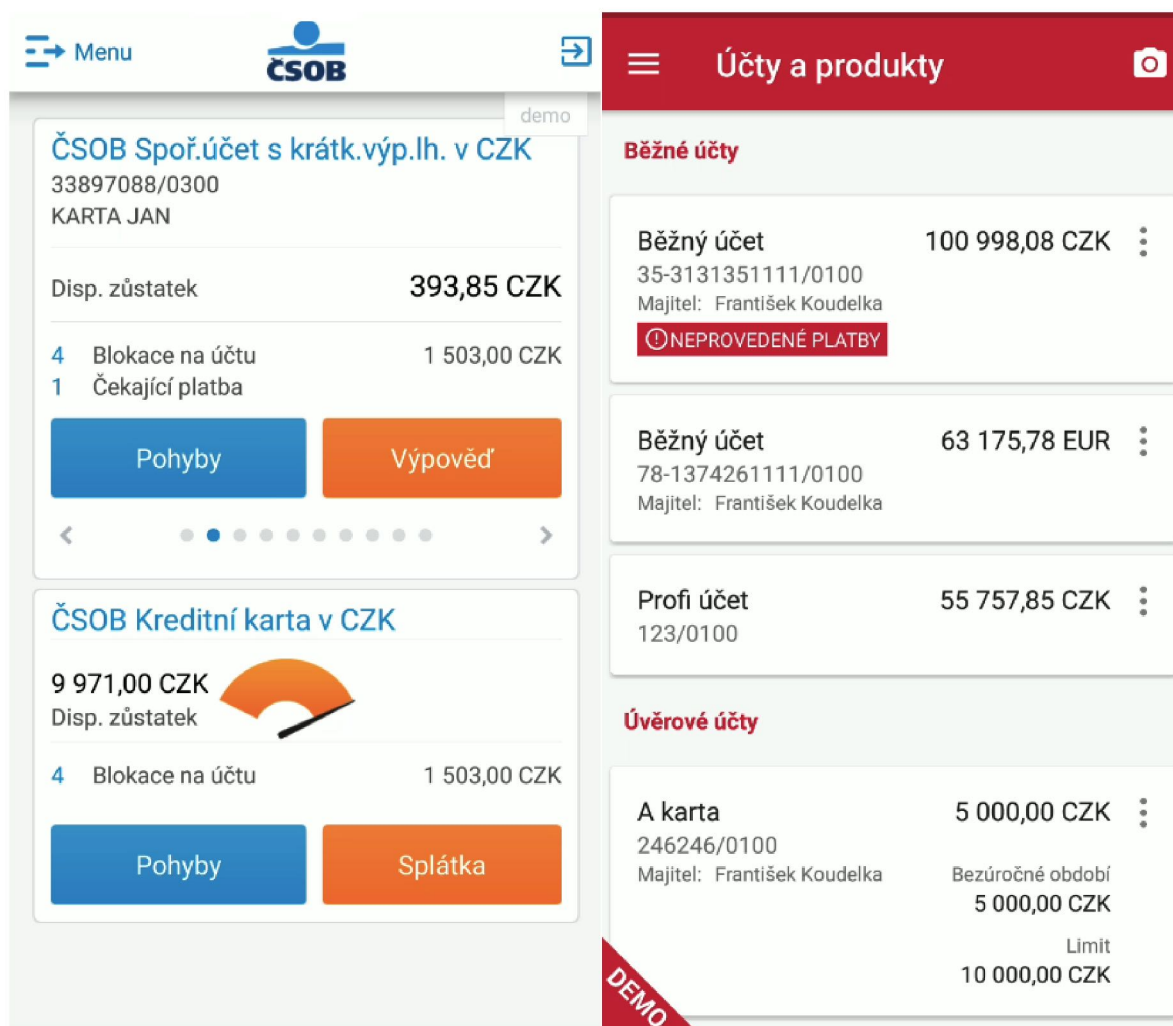 Menu
ČSOB
demo
ČSOB Spoř.účet s krátk.výp.lh. v CZK
33897088/0300
KARTA JAN
Disp. zůstatek 393,85 CZK
4 Blokace na účtu 1 503,00 CZK
1 Čekající platba
Pohyby Výpověď
ČSOB Kreditní karta v CZK
9 971,00 CZK
Disp. zůstatek
4 Blokace na účtu 1 503,00 CZK
Pohyby Splátka
Účty a produkty
Běžné účty
Běžný účet 100 998,08 CZK
35-3131351111/0100
Majitel: František Koudelka
NEPROVEDENÉ PLATBY
Běžný účet 63 175,78 EUR
78-1374261111/0100
Majitel: František Koudelka
Profi účet 55 757,85 CZK
123/0100
Úvěrové účty
A karta 5 000,00 CZK
246246/0100
Majitel: František Koudelka Bezúročné období
5 000,00 CZK
Limit
10 000,00 CZK
DEMO